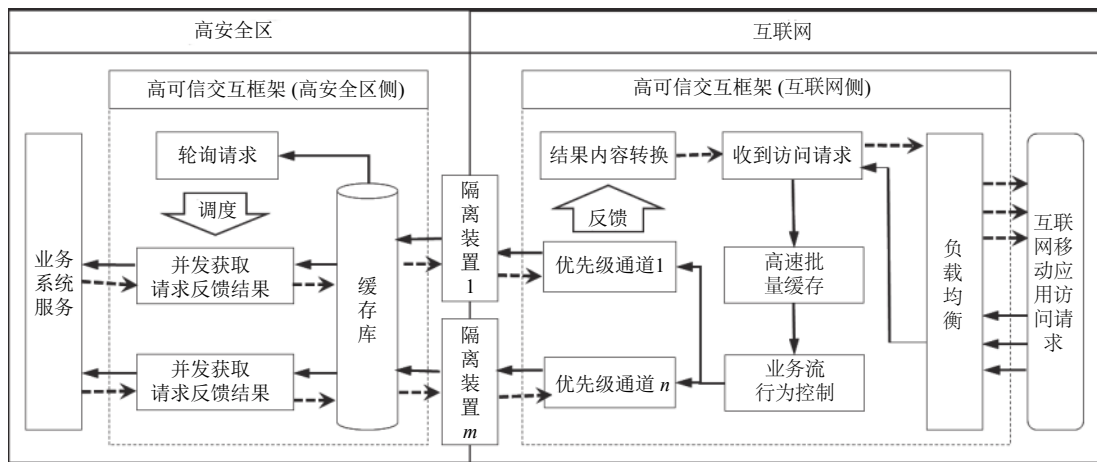 高安全区
互联网
高可信交互框架 (高安全区侧)
高可信交互框架 (互联网侧)
轮询请求
调度
业务
系统
服务
并发获取
请求反馈结果
并发获取
请求反馈结果
缓
存
库
隔
离
装
置
1
隔
离
装
置
m
结果内容转换
反馈
优先级通道1
优先级通道 n
收到访问请求
高速批
量缓存
业务流
行为控制
负
载
均
衡
互联
网移
动应
用访
问请
求